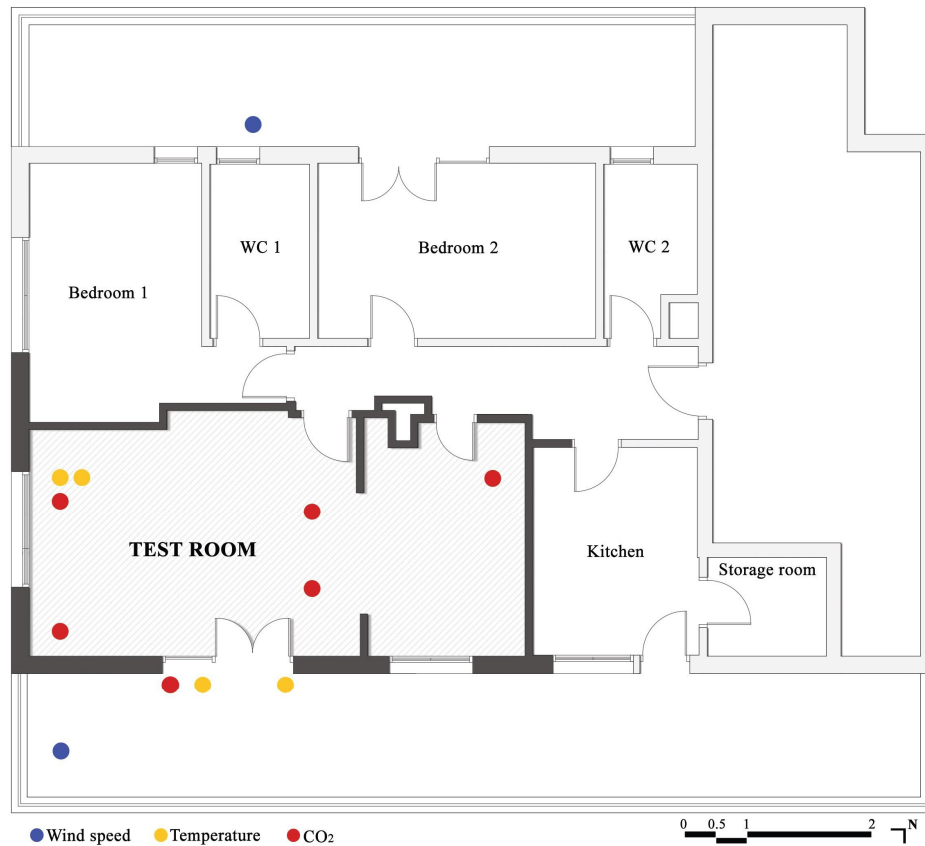 WC 1
Bedroom 2
WC 2
Bedroom 1
TEST ROOM
Kitchen
Storage room
Wind speed Temperature CO₂
0 0.5 1 2 N